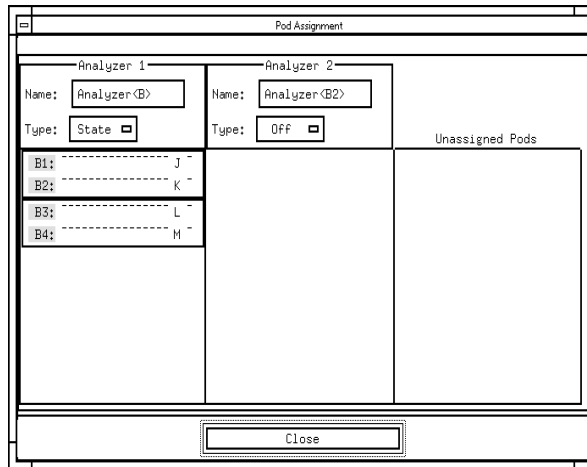 Pod Assignment
Analyzer 1
Name: Analyzer<B>
Type: State
B1: J
B2: K
B3: L
B4: M
Analyzer 2
Name: Analyzer<B2>
Type: Off
Unassigned Pods
Close